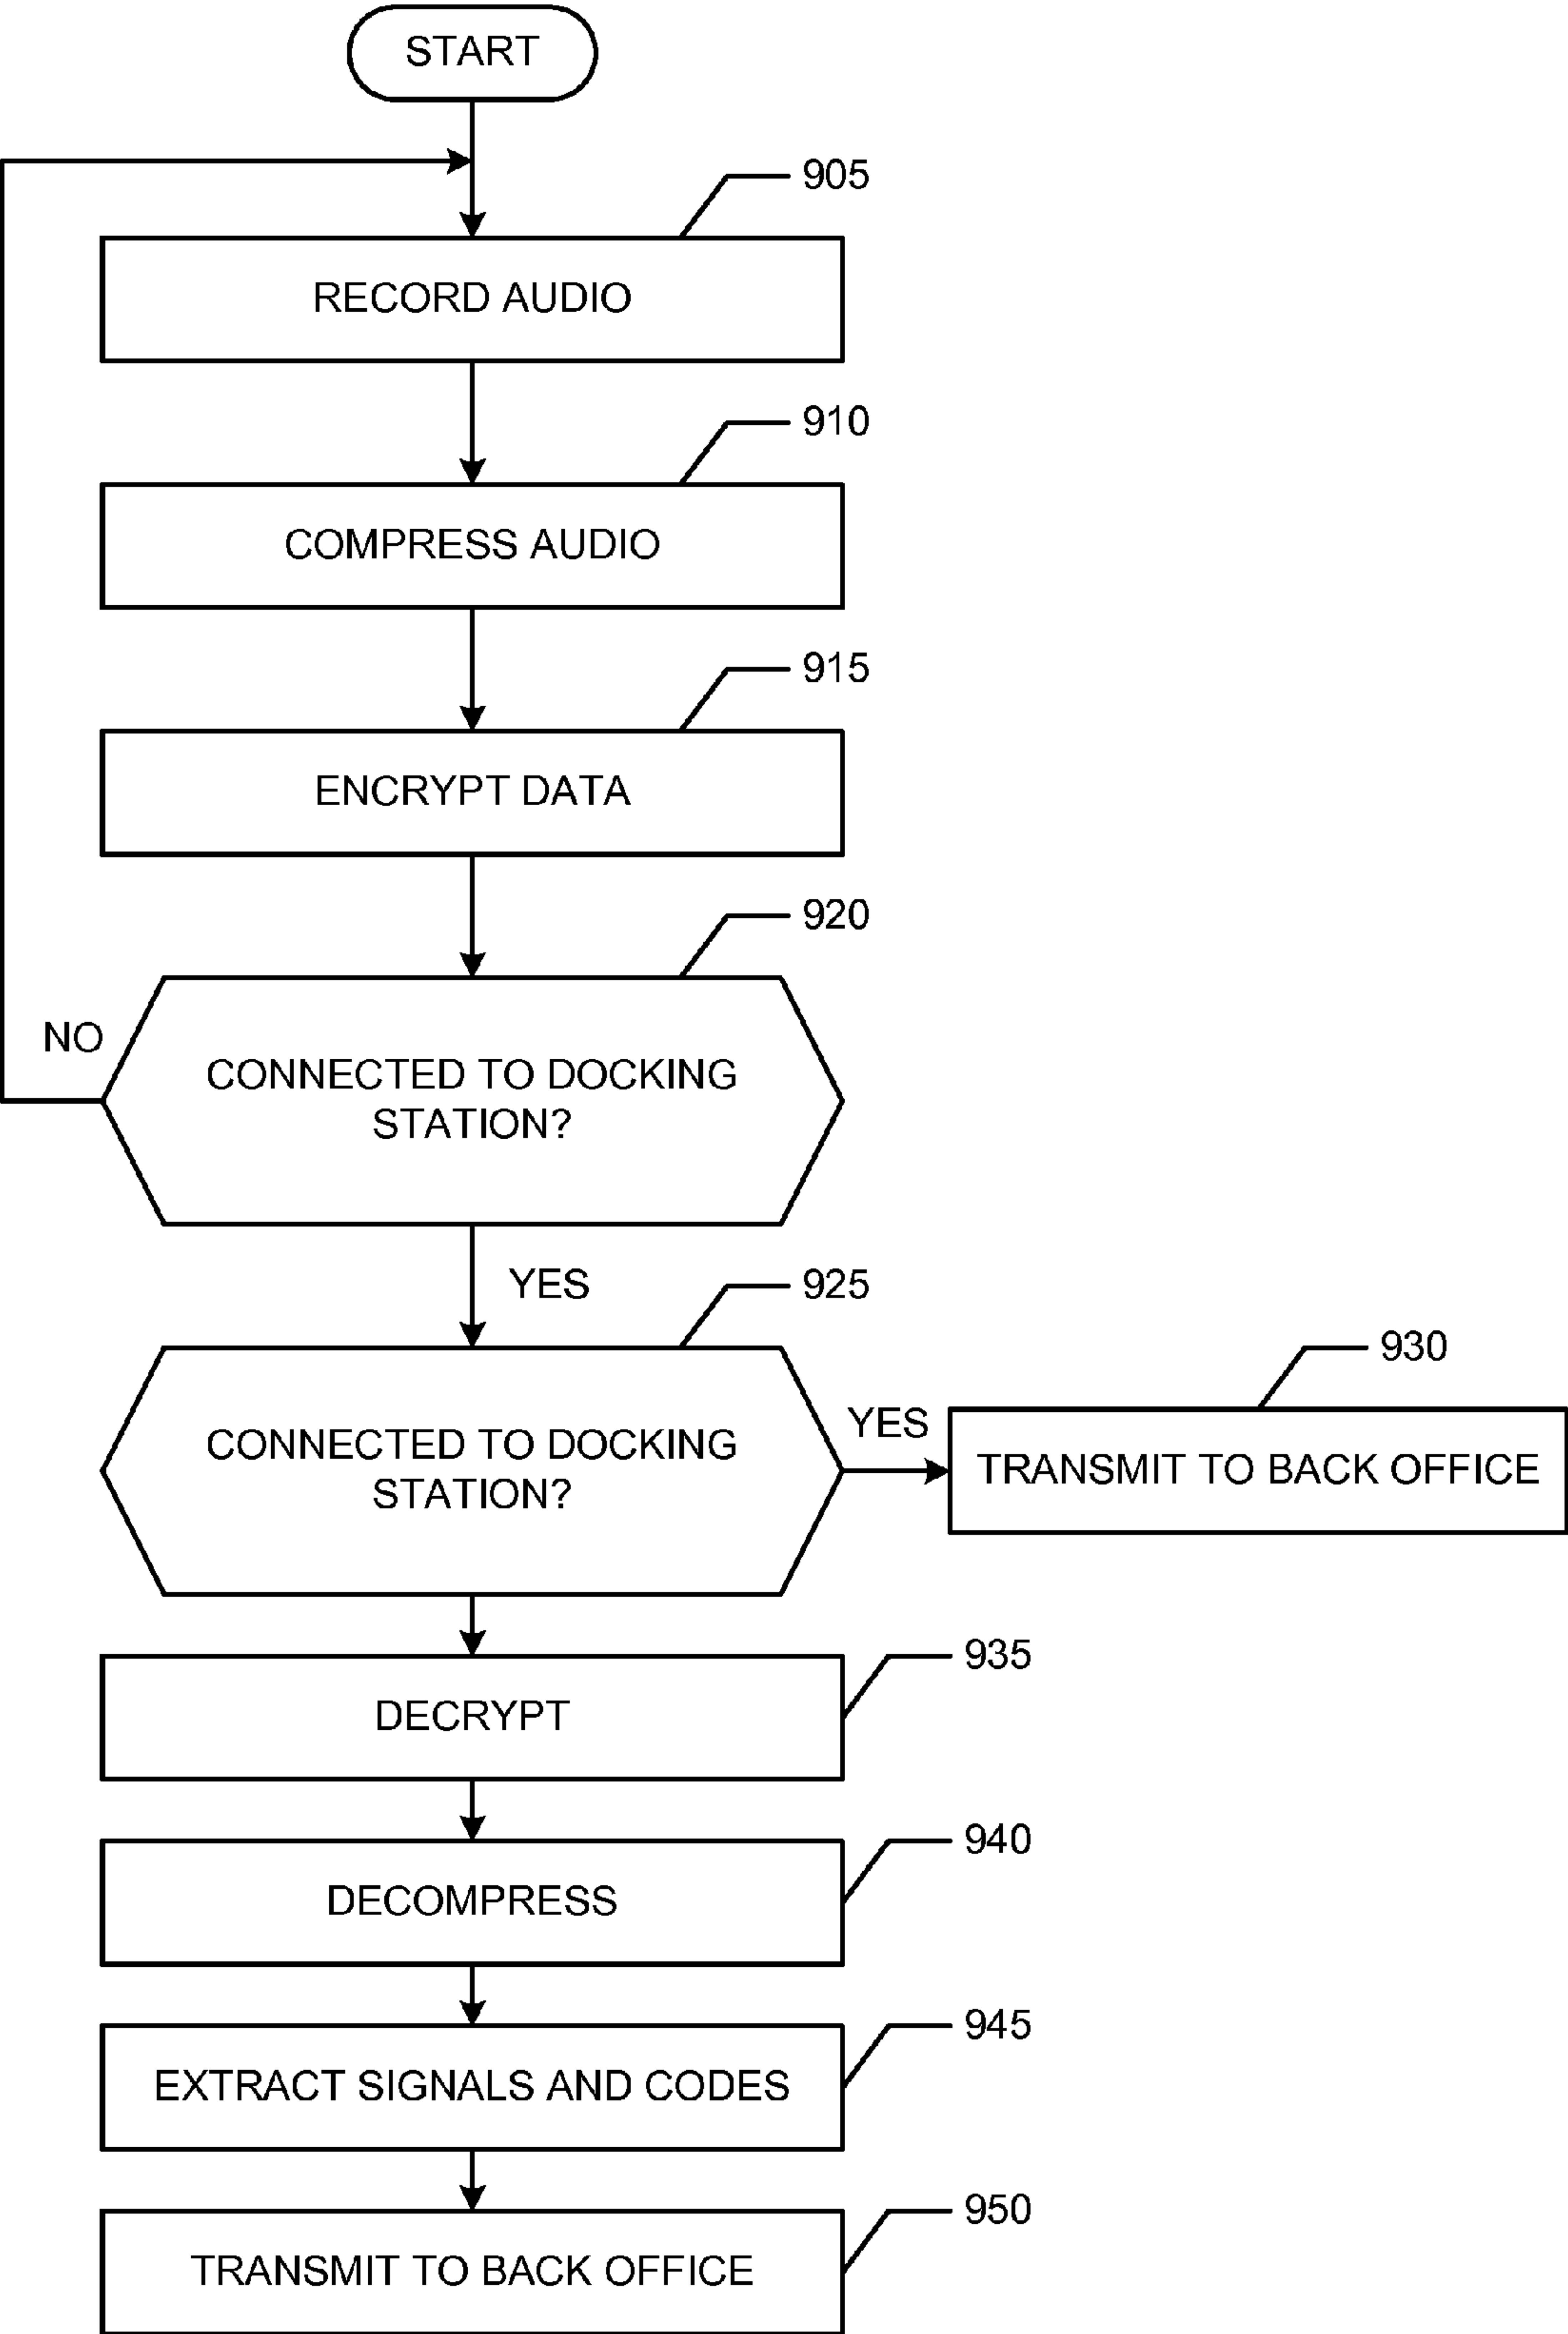 START
905
RECORD AUDIO
910
COMPRESS AUDIO
915
ENCRYPT DATA
920
NO
CONNECTED TO DOCKING
STATION?
YES
925
930
CONNECTED TO DOCKING
STATION?
YES
TRANSMIT TO BACK OFFICE
935
DECRYPT
940
DECOMPRESS
945
EXTRACT SIGNALS AND CODES
950
TRANSMIT TO BACK OFFICE